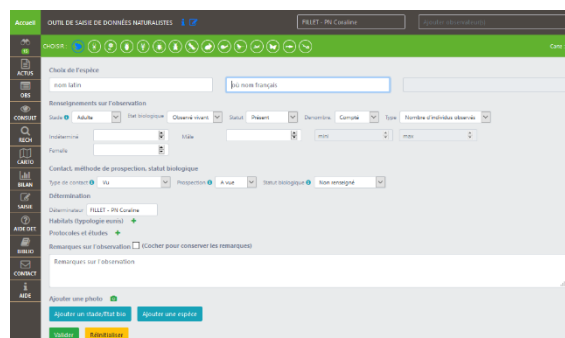 Accueil
OUTIL DE SAISIE DE DONNÉES NATURALISTES
FILLET - PN Coraline
Ajouter observateur(s)
CHOISIR :
ACTUS
OBS
CONSULT
RECH
CARTO
BILAN
SAISIE
AIDE DET.
BIBLIO
CONTACT
AIDE
Choix de l'espèce
nom latin
où nom français
Renseignements sur l'observation
Stade Adulte Etat biologique Observé vivant Statut Présent Denombre. Compté Type Nombre d'individus observés
Indéterminé Mâle mini max
Femelle
Contact, méthode de prospection, statut biologique
Type de contact Vu Prospection A vue Statut biologique Non renseigné
Détermination
Déterminateur FILLET - PN Coraline
Habitats (typologie eunis) +
Protocoles et études +
Remarques sur l'observation (Cocher pour conserver les remarques)
Remarques sur l'observation
Ajouter une photo
Ajouter un stade/Etat bio
Ajouter une espèce
Valider
Réinitialiser